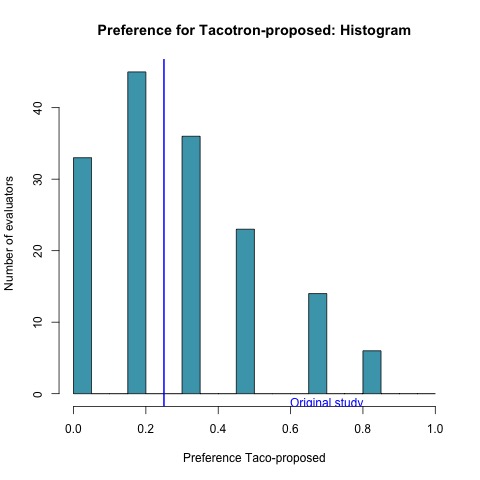 Preference for Tacotron-proposed: Histogram
Number of evaluators
40
30
20
10
0
Original study
0.0 0.2 0.4 0.6 0.8 1.0
Preference Taco-proposed